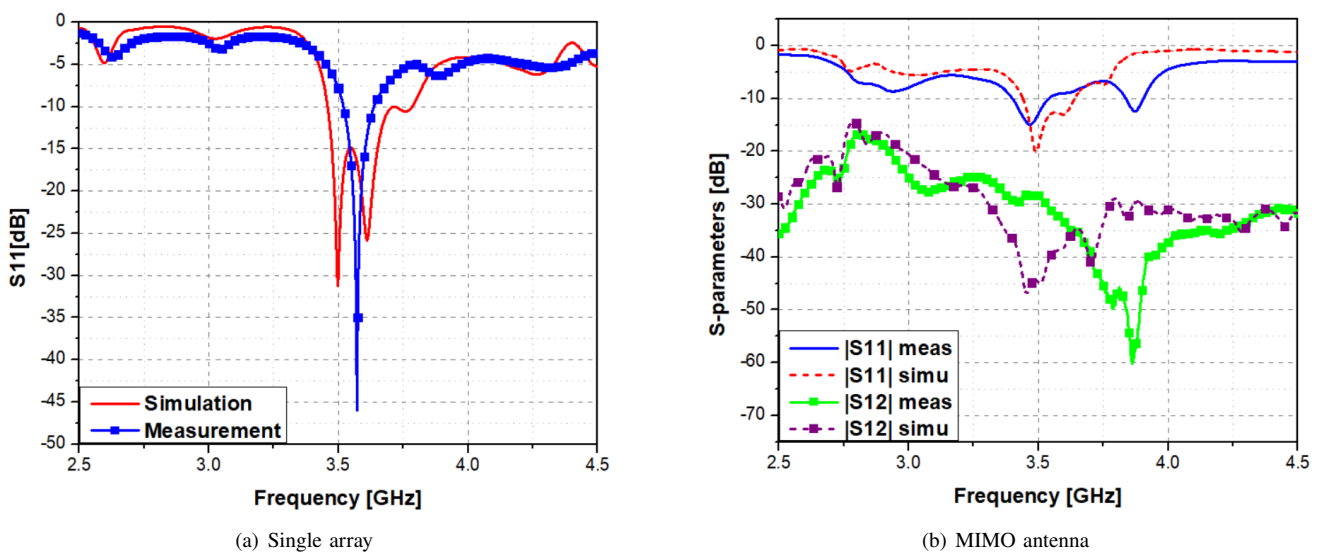 0
-5
-10
-15
-20
-25
-30
-35
-40
-45
-50
S11[dB]
Simulation
Measurement
2.5 3.0 3.5 4.0 4.5
Frequency [GHz]
(a) Single array
0
-10
-20
-30
-40
-50
-60
-70
S-parameters [dB]
|S11| meas
|S11| simu
|S12| meas
|S12| simu
2.5 3.0 3.5 4.0 4.5
Frequency [GHz]
(b) MIMO antenna